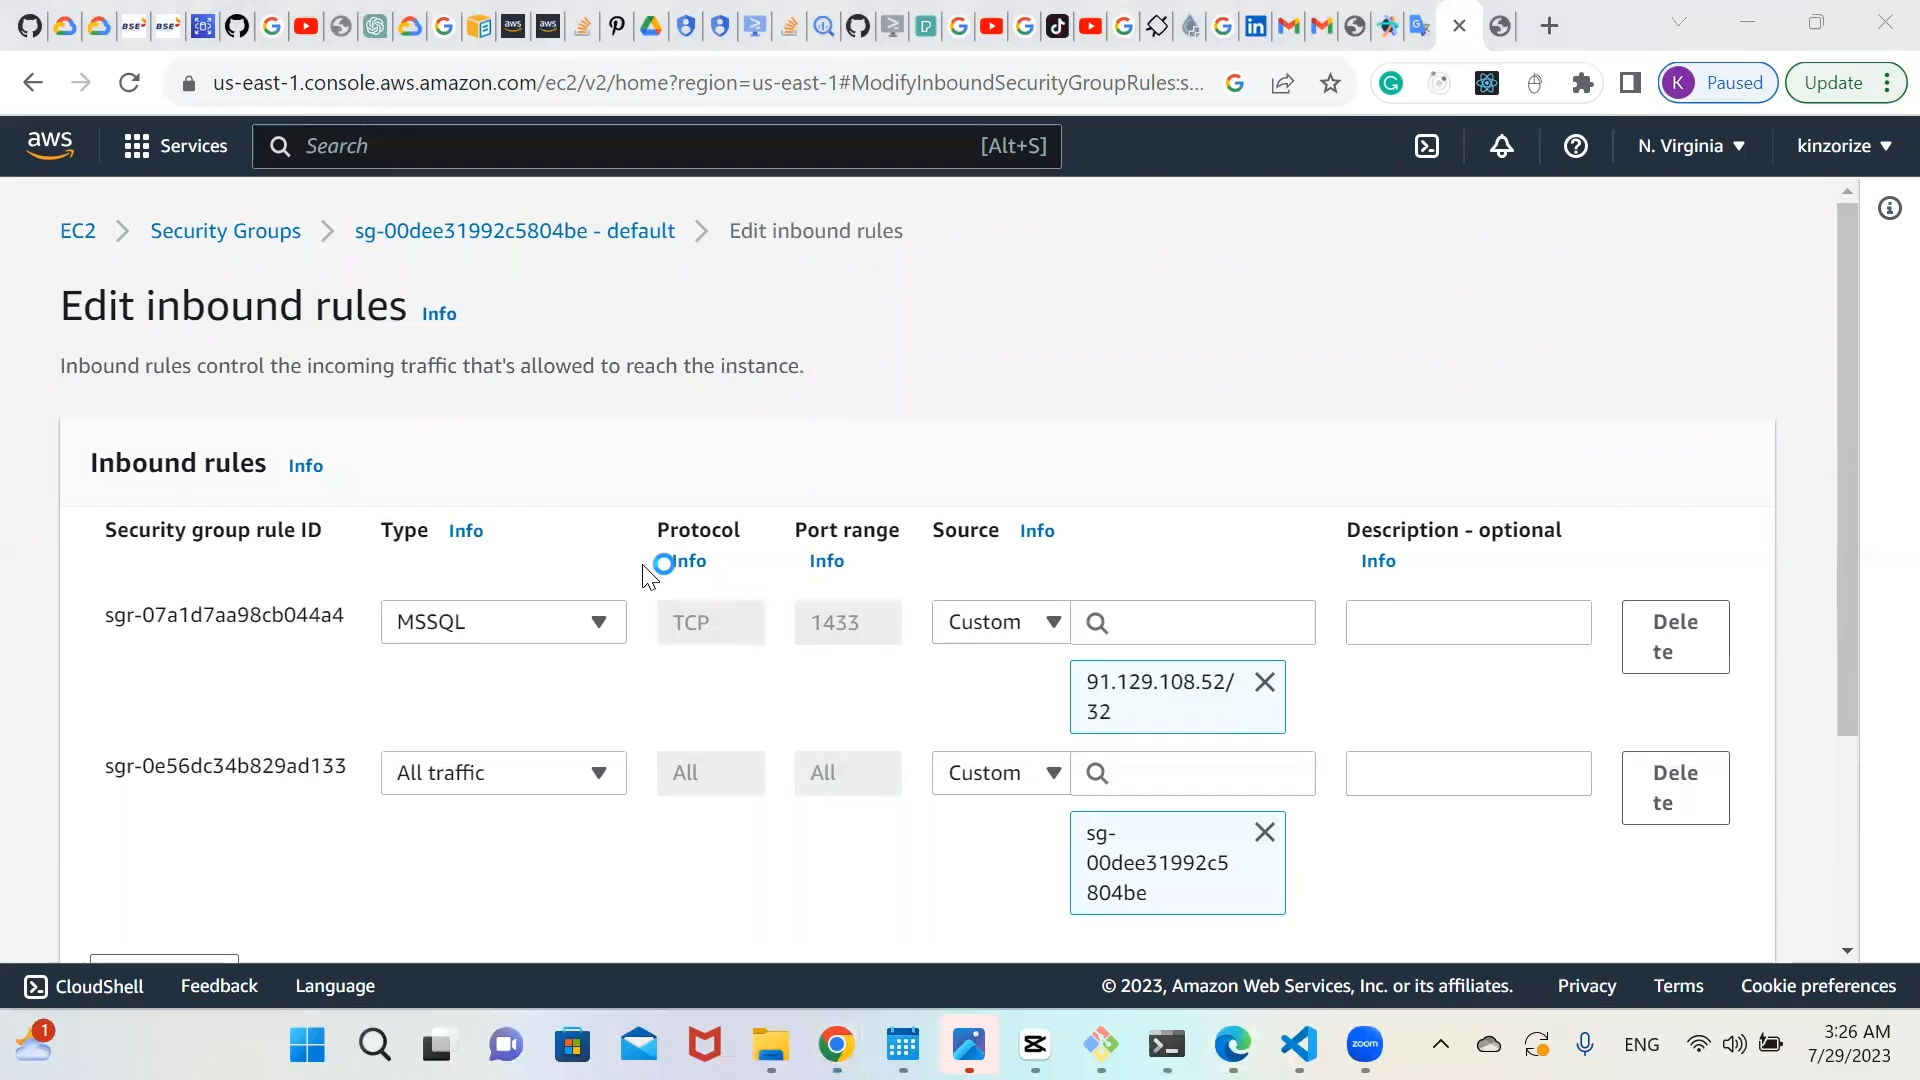 BSE BSE aws aws
us-east-1.console.aws.amazon.com/ec2/v2/home?region=us-east-1#ModifyInboundSecurityGroupRules:s... K Paused Update
aws Services Search [Alt+S] N. Virginia kinzorize
EC2 Security Groups sg-00dee31992c5804be - default Edit inbound rules
Edit inbound rules Info
Inbound rules control the incoming traffic that's allowed to reach the instance.
Inbound rules Info
Security group rule ID Type Info Protocol Port range Source Info Description - optional
Info Info Info
sgr-07a1d7aa98cb044a4 MSSQL TCP 1433 Custom Dele
te
91.129.108.52/
32
sgr-0e56dc34b829ad133 All traffic All All Custom Dele
te
sg-
00dee31992c5
804be
CloudShell Feedback Language © 2023, Amazon Web Services, Inc. or its affiliates. Privacy Terms Cookie preferences
1 zoom ENG 3:26 AM
7/29/2023